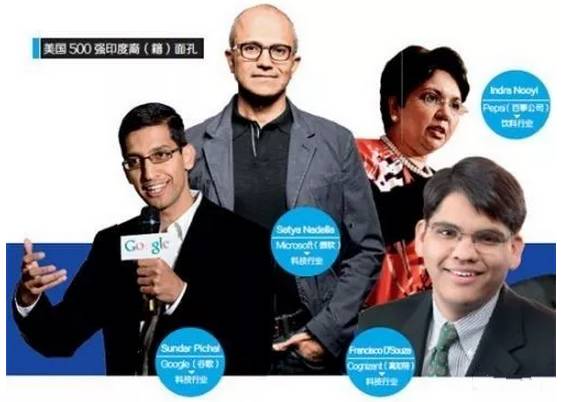 美国 500 强印度裔（籍）面孔
Indra Nooyi
Pepsi（百事公司）
饮料行业
Satya Nadella
Microsoft（微软）
科技行业
Google
Sundar Pichai
Google（谷歌）
科技行业
Francisco D'Souza
Cognizant（高知特）
科技行业